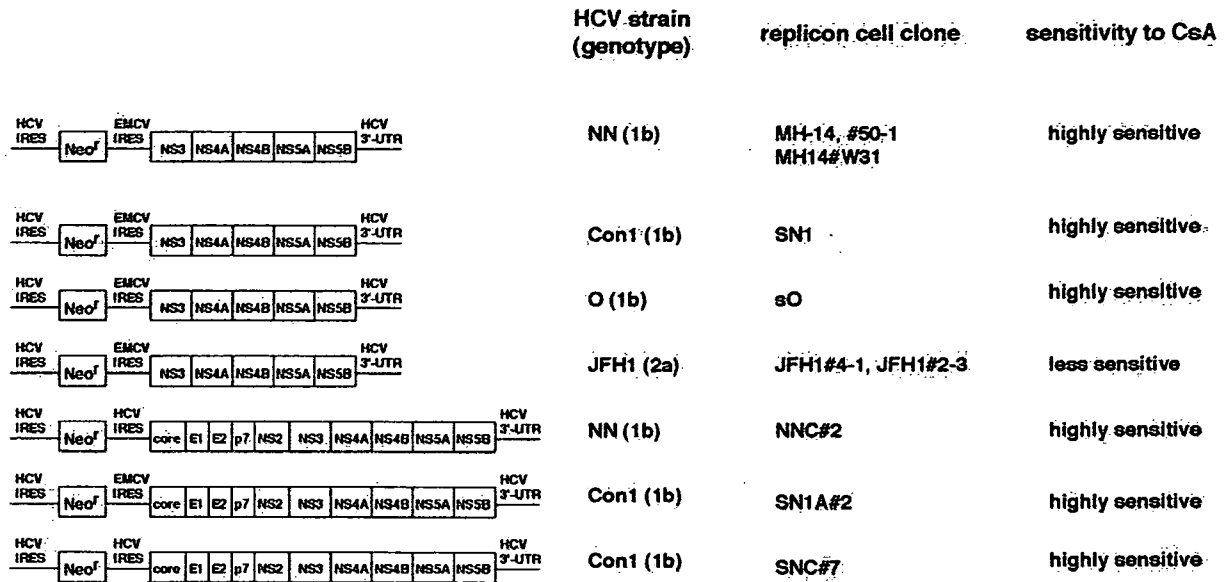 HCV strain (genotype) replicon cell clone sensitivity to CsA
HCV IRES Neor EMCV IRES NS3 NS4A NS4B NS5A NS5B HCV 3'-UTR NN (1b) MH-14, #50-1 highly sensitive
MH14#W31
HCV IRES Neor EMCV IRES NS3 NS4A NS4B NS5A NS5B HCV 3'-UTR Con1 (1b) SN1 highly sensitive
HCV IRES Neor EMCV IRES NS3 NS4A NS4B NS5A NS5B HCV 3'-UTR O (1b) sO highly sensitive
HCV IRES Neor EMCV IRES NS3 NS4A NS4B NS5A NS5B HCV 3'-UTR JFH1 (2a) JFH1#4-1, JFH1#2-3 less sensitive
HCV IRES Neor HCV IRES core E1 E2 p7 NS2 NS3 NS4A NS4B NS5A NS5B HCV 3'-UTR NN (1b) NNC#2 highly sensitive
HCV IRES Neor EMCV IRES core E1 E2 p7 NS2 NS3 NS4A NS4B NS5A NS5B HCV 3'-UTR Con1 (1b) SN1A#2 highly sensitive
HCV IRES Neor HCV IRES core E1 E2 p7 NS2 NS3 NS4A NS4B NS5A NS5B HCV 3'-UTR Con1 (1b) SNC#7 highly sensitive